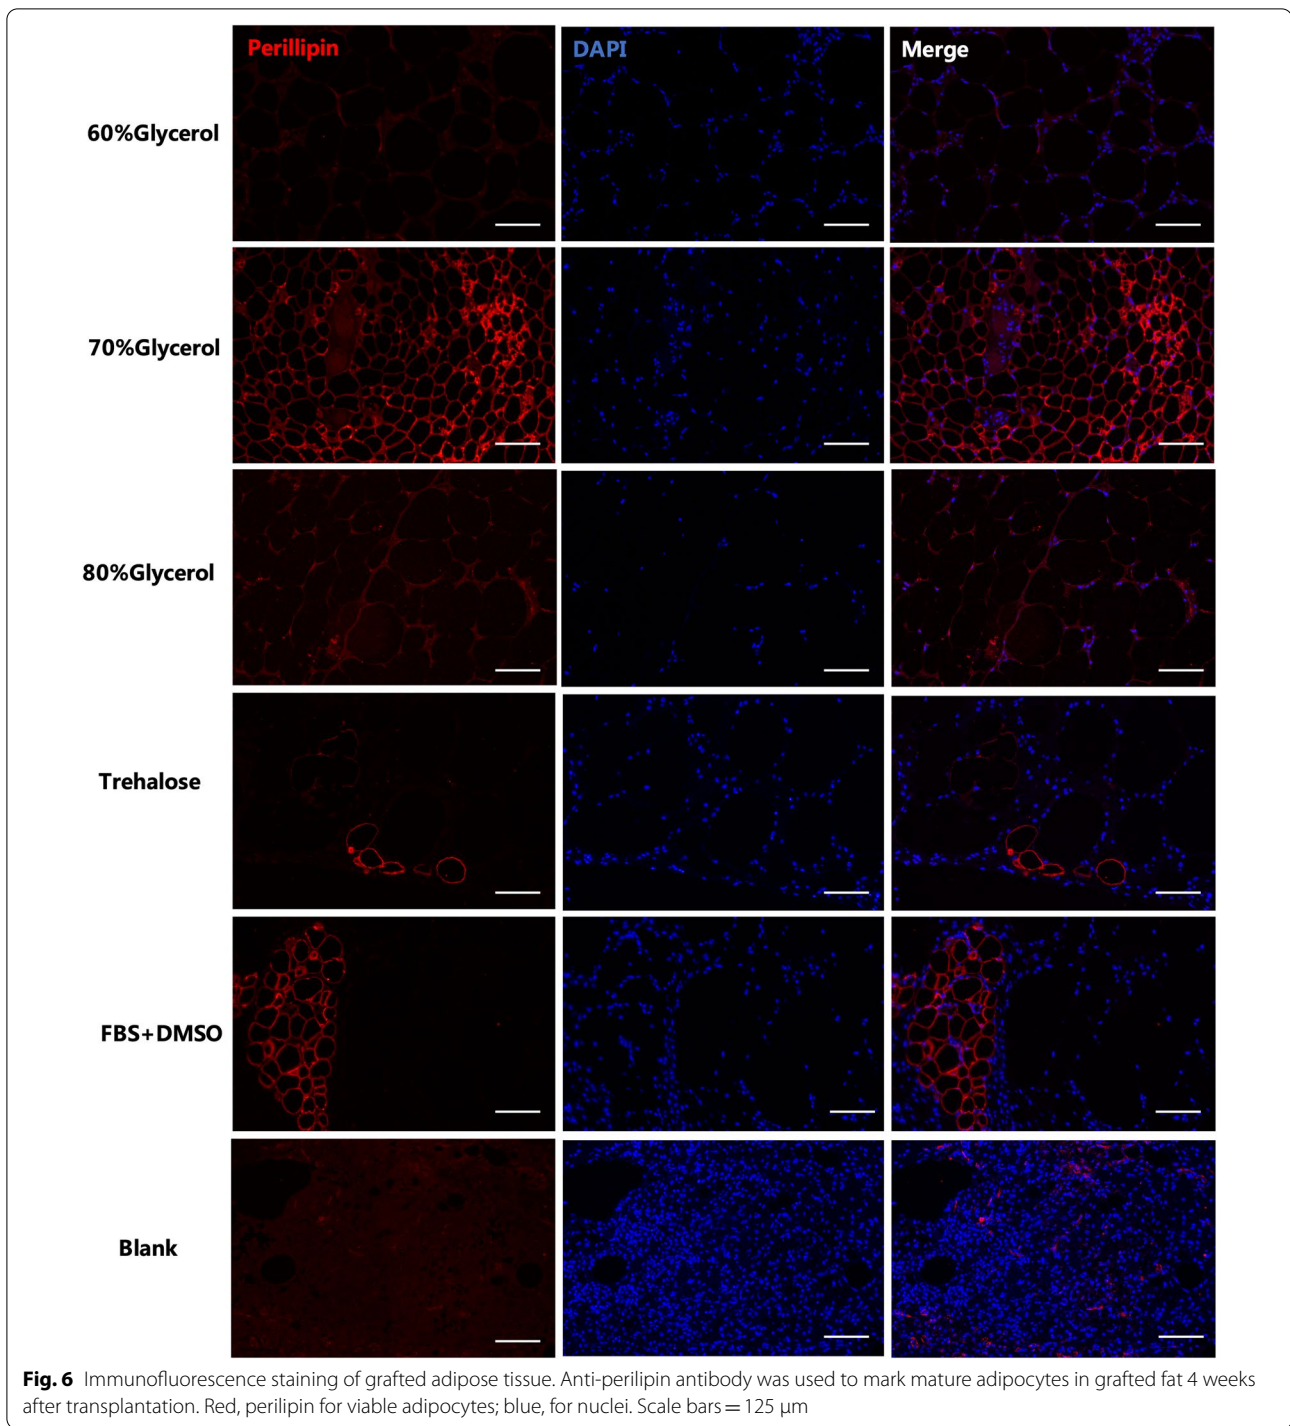 Perillipin DAPI Merge
60%Glycerol
70%Glycerol
80%Glycerol
Trehalose
FBS+DMSO
Blank
Fig. 6 Immunofluorescence staining of grafted adipose tissue. Anti-perilipin antibody was used to mark mature adipocytes in grafted fat 4 weeks
after transplantation. Red, perilipin for viable adipocytes; blue, for nuclei. Scale bars = 125 μm